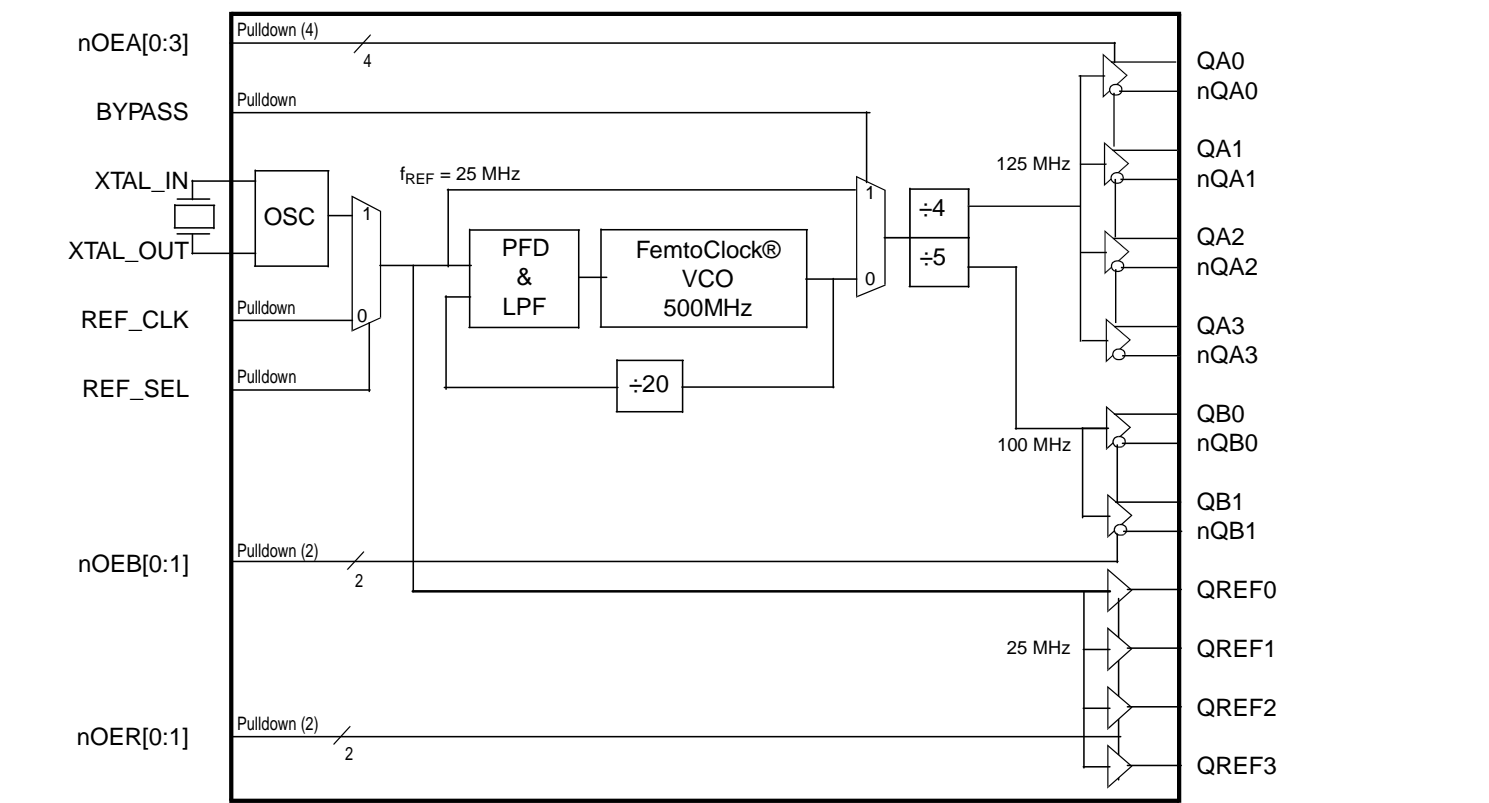 nOEA[0:3]
Pulldown (4)
4
BYPASS
Pulldown
XTAL_IN
XTAL_OUT
OSC
REF_CLK
Pulldown
REF_SEL
Pulldown
1
0
fREF = 25 MHz
PFD
&
LPF
FemtoClock®
VCO
500MHz
÷20
1
0
÷4
÷5
125 MHz
QA0
nQA0
QA1
nQA1
QA2
nQA2
QA3
nQA3
100 MHz
QB0
nQB0
QB1
nQB1
nOEB[0:1]
Pulldown (2)
2
25 MHz
QREF0
QREF1
QREF2
QREF3
nOER[0:1]
Pulldown (2)
2